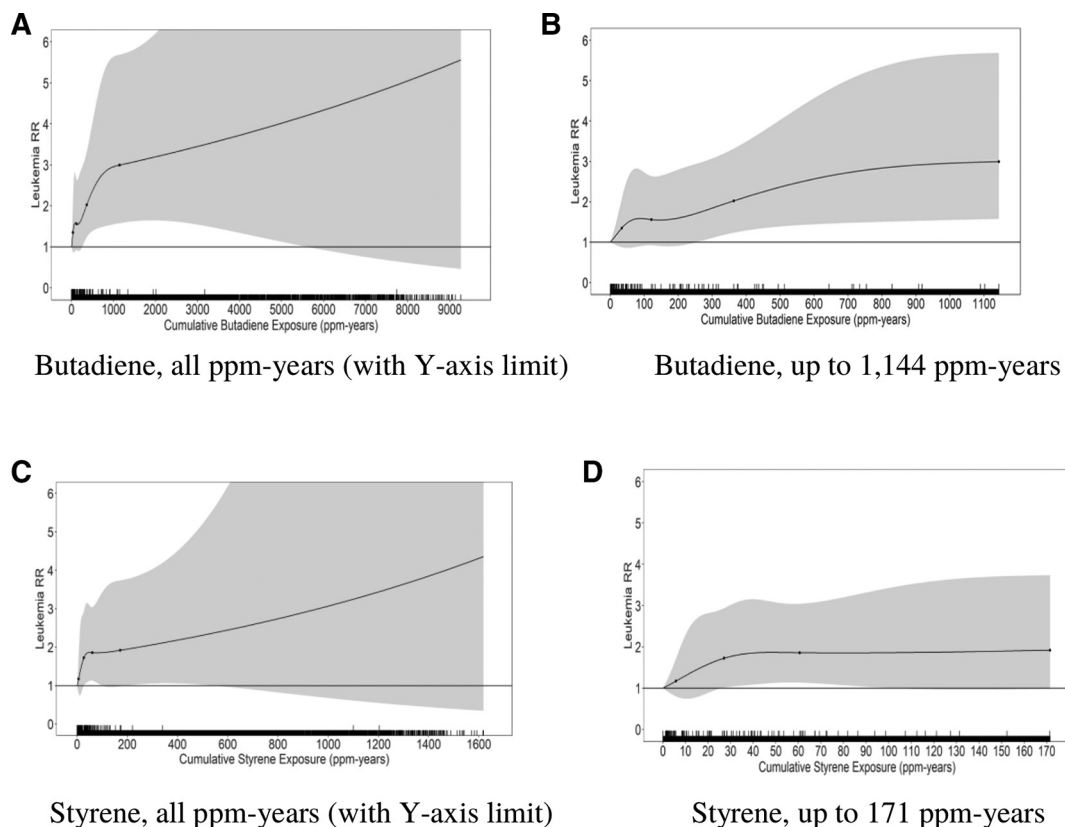 A
6
5
4
3
2
1
0
Leukemia RR
0 1000 2000 3000 4000 5000 6000 7000 8000 9000
Cumulative Butadiene Exposure (ppm-years)
Butadiene, all ppm-years (with Y-axis limit)
B
6
5
4
3
2
1
0
Leukemia RR
0 100 200 300 400 500 600 700 800 900 1000 1100
Cumulative Butadiene Exposure (ppm-years)
Butadiene, up to 1,144 ppm-years
C
6
5
4
3
2
1
0
Leukemia RR
0 200 400 600 800 1000 1200 1400 1600
Cumulative Styrene Exposure (ppm-years)
Styrene, all ppm-years (with Y-axis limit)
D
6
5
4
3
2
1
0
Leukemia RR
0 10 20 30 40 50 60 70 80 90 100 110 120 130 140 150 160 170
Cumulative Styrene Exposure (ppm-years)
Styrene, up to 171 ppm-years